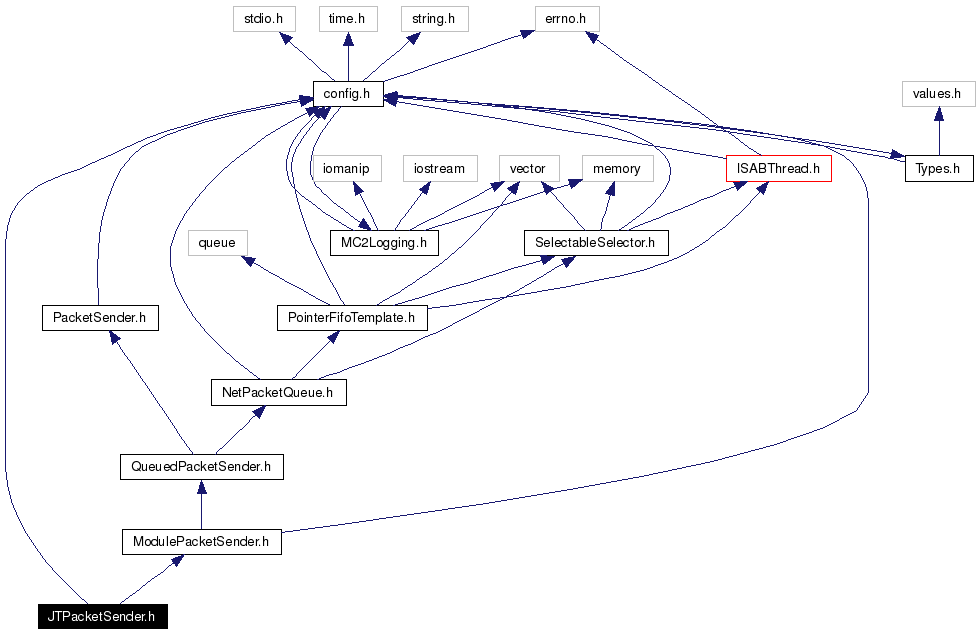 stdio.h
time.h
string.h
errno.h
config.h
values.h
iomanip
iostream
vector
memory
ISABThread.h
Types.h
queue
MC2Logging.h
SelectableSelector.h
PacketSender.h
PointerFifoTemplate.h
NetPacketQueue.h
QueuedPacketSender.h
ModulePacketSender.h
JTPacketSender.h